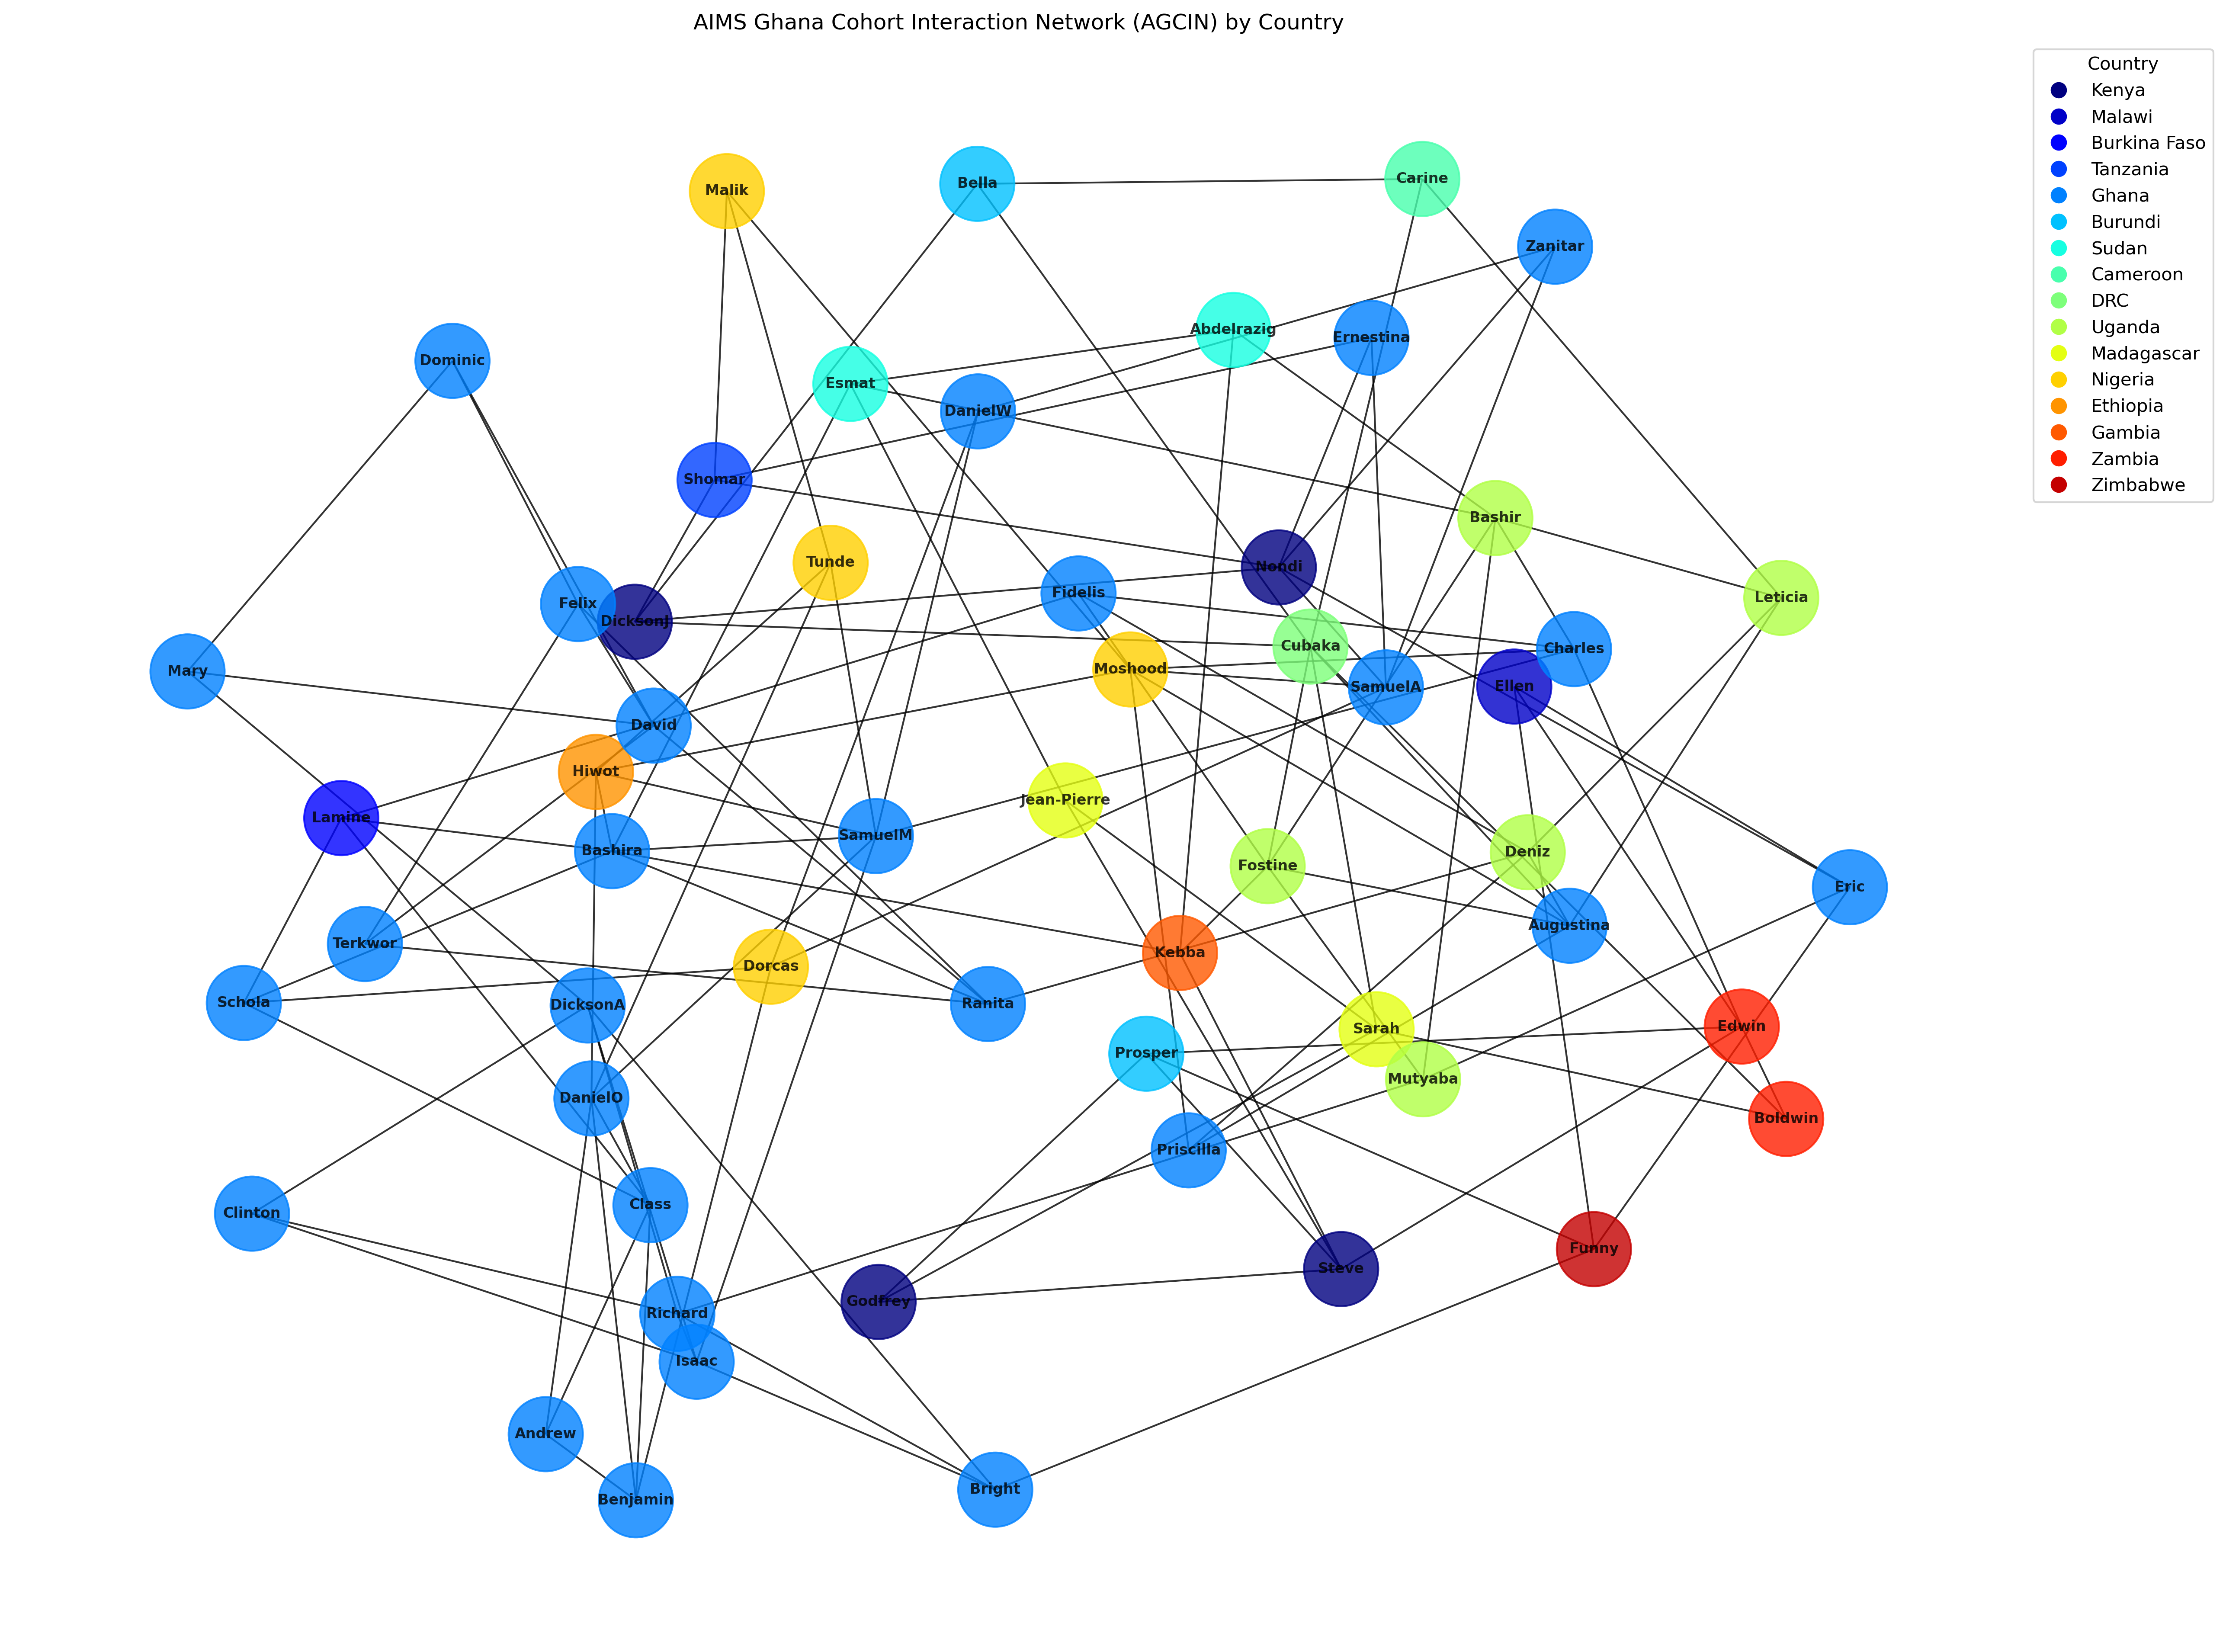 AIMS Ghana Cohort Interaction Network (AGCIN) by Country
Country
Kenya
Malawi
Burkina Faso
Tanzania
Ghana
Burundi
Sudan
Cameroon
DRC
Uganda
Madagascar
Nigeria
Ethiopia
Gambia
Zambia
Zimbabwe
Carine
Bella
Malik
Zanitar
Abdelrazig
Ernestina
Dominic
Esmat
DanielW
Shomar
Bashir
Tunde
Nondi
Fidelis
Leticia
Felix
DicksonJ
Cubaka
Charles
Moshood
Mary
SamuelA
Ellen
David
Hiwot
Jean-Pierre
Lamine
SamuelM
Bashira
Deniz
Fostine
Eric
Augustina
Terkwor
Kebba
Dorcas
Schola
DicksonA
Ranita
Edwin
Sarah
Prosper
Mutyaba
DanielO
Boldwin
Priscilla
Class
Clinton
Funny
Steve
Godfrey
Richard
Isaac
Andrew
Bright
Benjamin